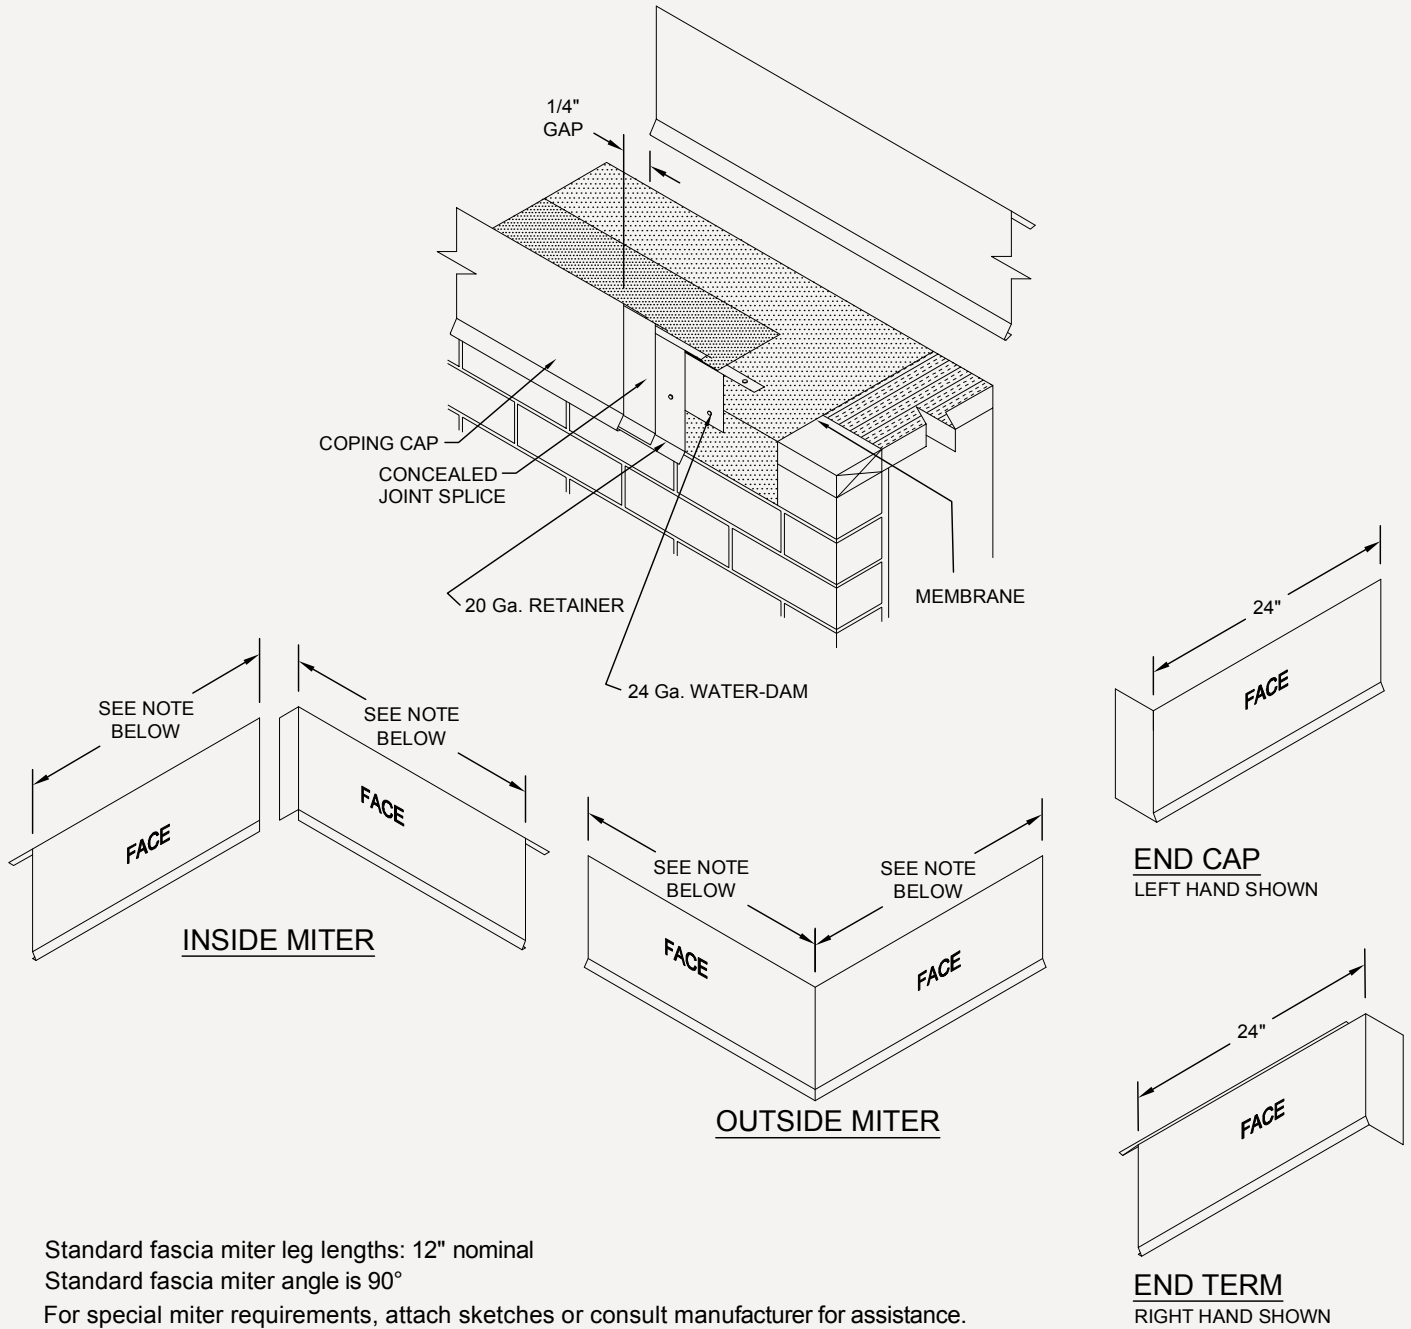 1/4"
GAP
COPING CAP
CONCEALED
JOINT SPLICE
20 Ga. RETAINER
MEMBRANE
24 Ga. WATER-DAM
SEE NOTE
BELOW
SEE NOTE
BELOW
FACE
FACE
INSIDE MITER
SEE NOTE
BELOW
SEE NOTE
BELOW
FACE
FACE
OUTSIDE MITER
24"
FACE
END CAP
LEFT HAND SHOWN
24"
FACE
END TERM
RIGHT HAND SHOWN
Standard fascia miter leg lengths: 12" nominal
Standard fascia miter angle is 90°
For special miter requirements, attach sketches or consult manufacturer for assistance.